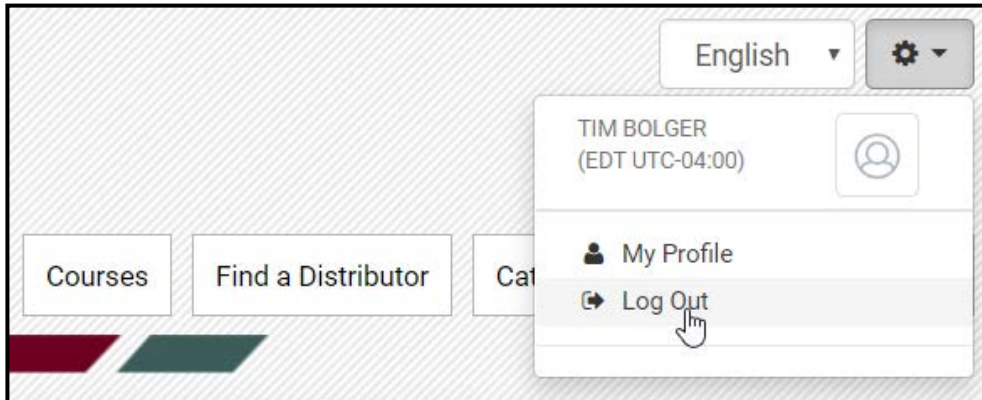 English
TIM BOLGER
(EDT UTC-04:00)
My Profile
Courses
Find a Distributor
Log Out